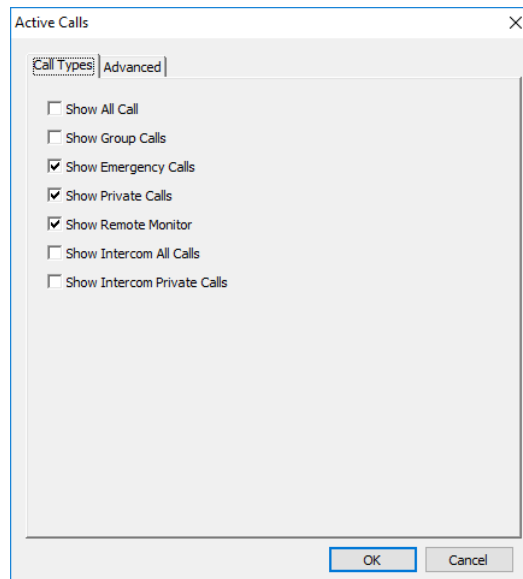 Active Calls
Call Types Advanced
Show All Call
Show Group Calls
Show Emergency Calls
Show Private Calls
Show Remote Monitor
Show Intercom All Calls
Show Intercom Private Calls
OK Cancel